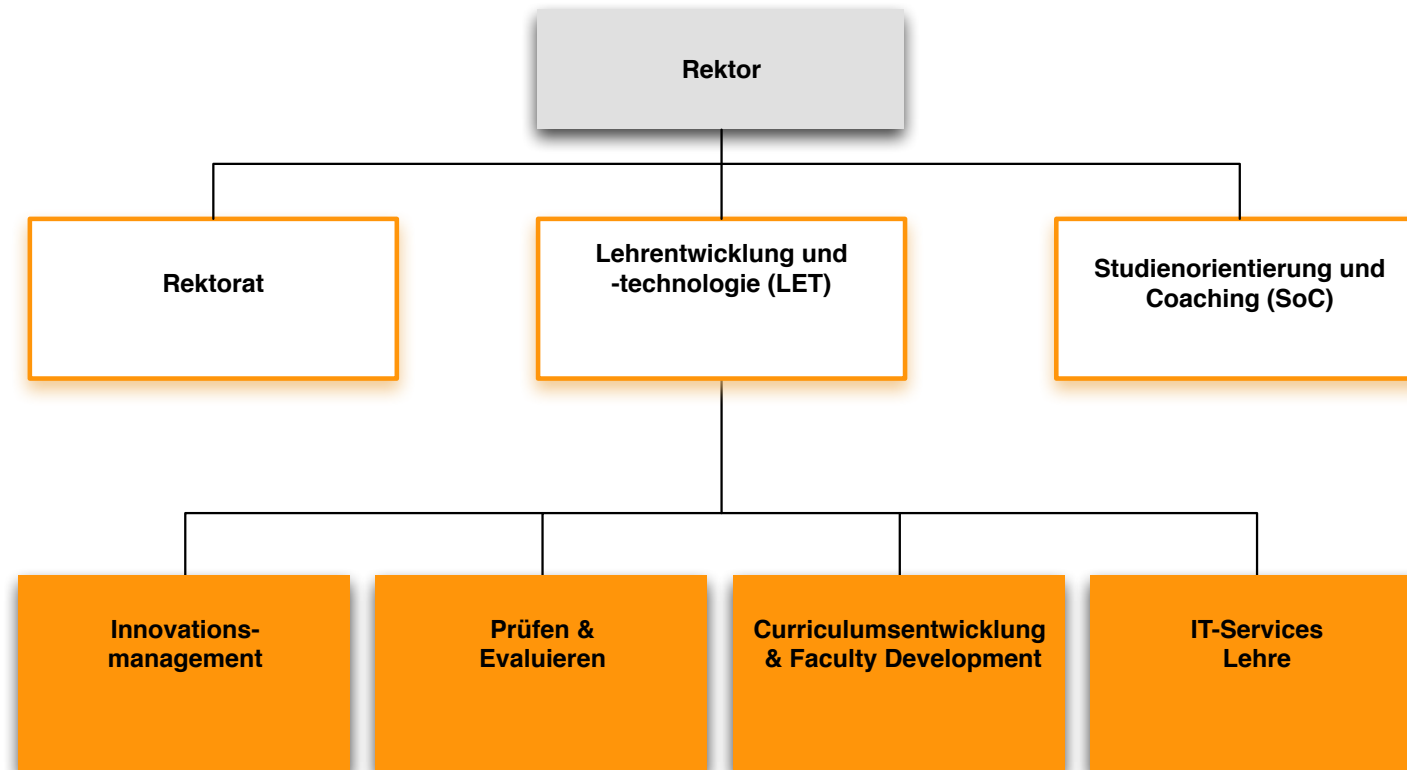 Rektor
Rektorat
Lehrentwicklung und
-technologie (LET)
Studienorientierung und
Coaching (SoC)
Innovations-
management
Prüfen &
Evaluieren
Curriculumsentwicklung
& Faculty Development
IT-Services
Lehre